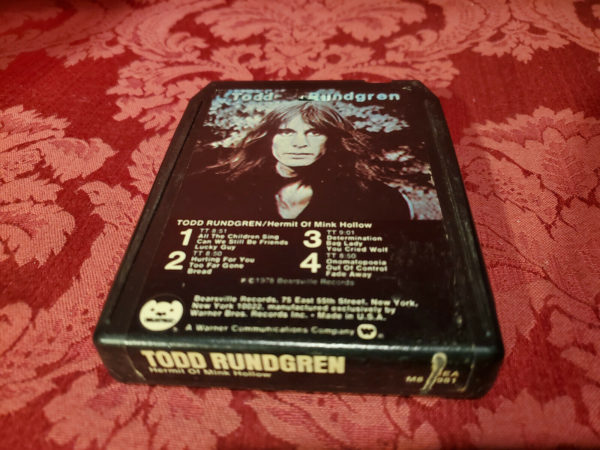 Todd Rundgren
TODD RUNDGREN/Hermit Of Mink Hollow
1 TT 8:51
All The Children Sing
Can We Still Be Friends
Lucky Guy
2 TT 8:50
Hurting For You
Too Far Gone
Bread
3 TT 9:01
Determination
Bag Lady
You Cried Wolf
4 TT 8:50
Onomatopoeia
Out Of Control
Fade Away
℗©1978 Bearsville Records
Bearsville Records, 75 East 55th Street, New York,
New York 10022, manufactured exclusively by
Warner Bros. Records Inc. • Made in U.S.A.
A Warner Communications Company
TODD RUNDGREN
Hermit Of Mink Hollow